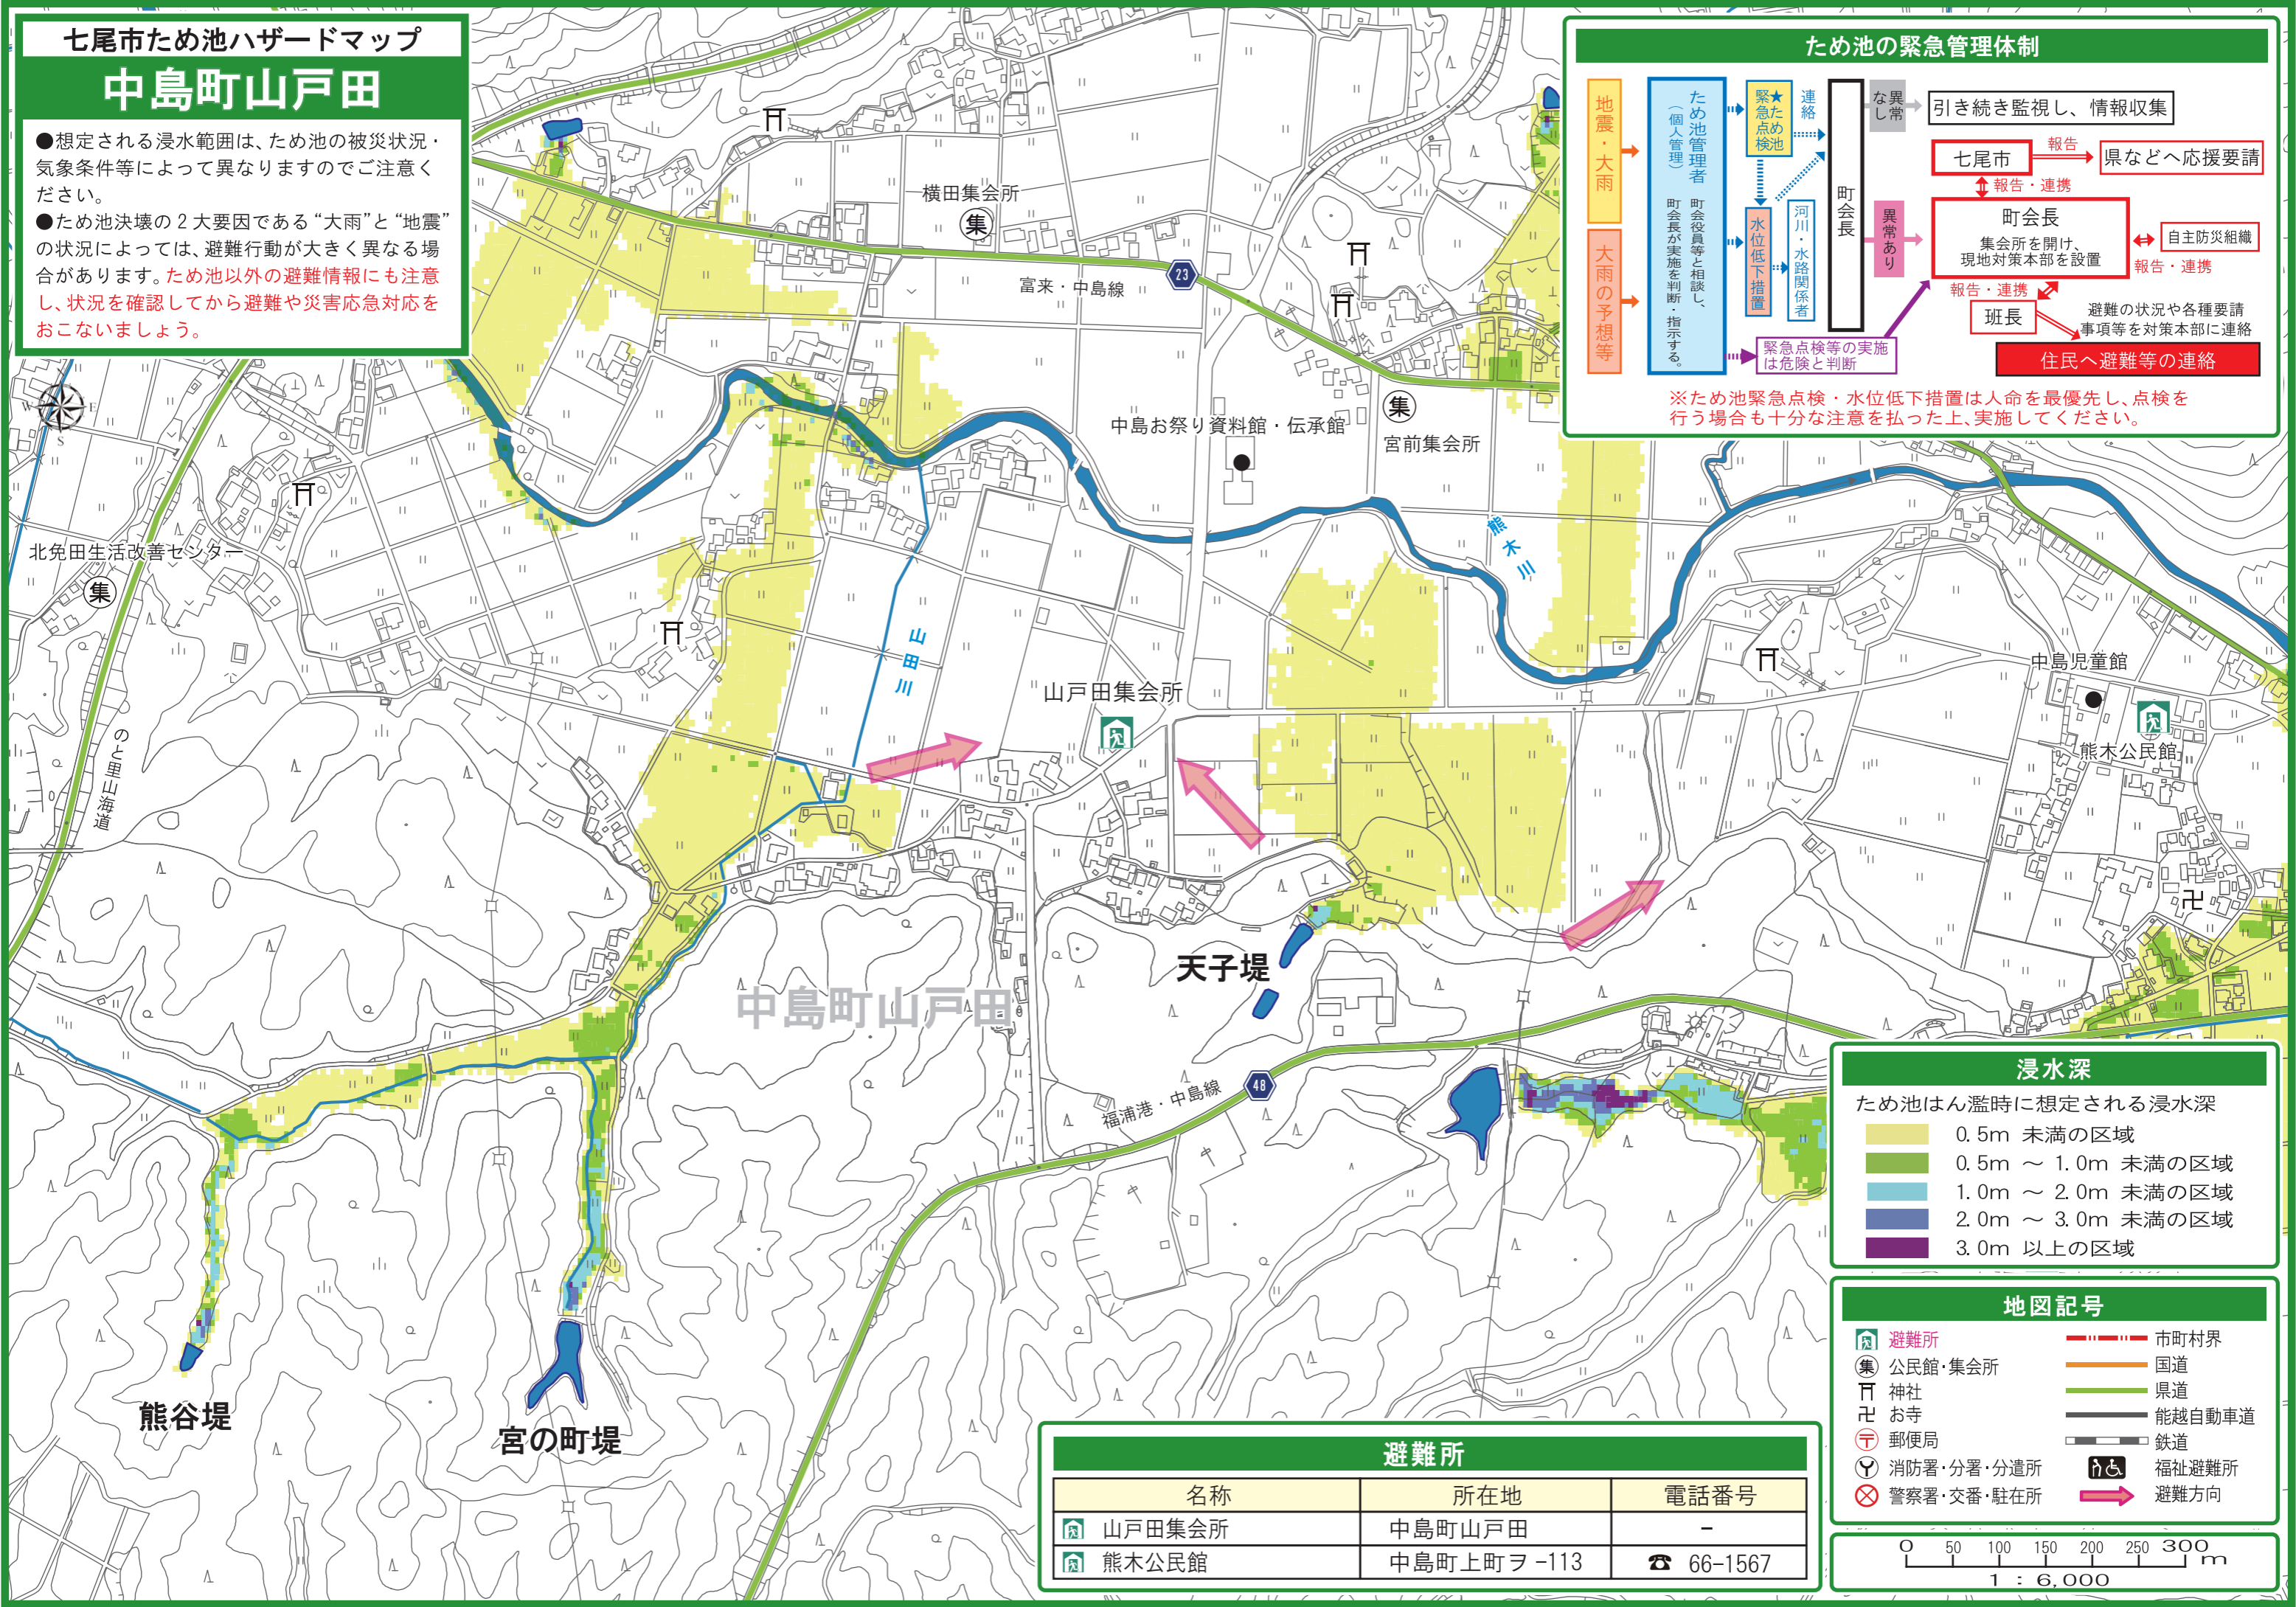 七尾市ため池ハザードマップ
中島町山戸田
●想定される浸水範囲は、ため池の被災状況・
気象条件等によって異なりますのでご注意く
ださい。
●ため池決壊の2大要因である“大雨”と“地震”
の状況によっては、避難行動が大きく異なる場
合があります。ため池以外の避難情報にも注意
し、状況を確認してから避難や災害応急対応を
おこないましょう。
ため池の緊急管理体制
地震・大雨
大雨の予想等
ため池管理者
（個人管理）
町会役員等と相談し、
町会長が実施を判断・指示する。
★ため池
緊急点検
連絡
水位低下措置
河川・水路関係者
緊急点検等の実施
は危険と判断
町会長
異常
なし
引き続き監視し、情報収集
異常あり
七尾市
報告
県などへ応援要請
報告・連携
町会長
集会所を開け、
現地対策本部を設置
自主防災組織
報告・連携
報告・連携
班長
避難の状況や各種要請
事項等を対策本部に連絡
住民へ避難等の連絡
※ため池緊急点検・水位低下措置は人命を最優先し、点検を
行う場合も十分な注意を払った上、実施してください。
W
E
S
横田集会所
集
23
富来・中島線
中島お祭り資料館・伝承館
集
宮前集会所
熊木川
北免田生活改善センター
集
山田川
山戸田集会所
中島児童館
熊木公民館
のと里山海道
天子堤
中島町山戸田
48
福浦港・中島線
熊谷堤
宮の町堤
浸水深
ため池はん濫時に想定される浸水深
0.5m 未満の区域
0.5m ～ 1.0m 未満の区域
1.0m ～ 2.0m 未満の区域
2.0m ～ 3.0m 未満の区域
3.0m 以上の区域
地図記号
避難所
集 公民館・集会所
神社
お寺
郵便局
消防署・分署・分遣所
警察署・交番・駐在所
市町村界
国道
県道
能越自動車道
鉄道
福祉避難所
避難方向
避難所
名称 所在地 電話番号
山戸田集会所 中島町山戸田 －
熊木公民館 中島町上町ヲ-113 ☎ 66-1567
0 50 100 150 200 250 300
m
1 : 6,000